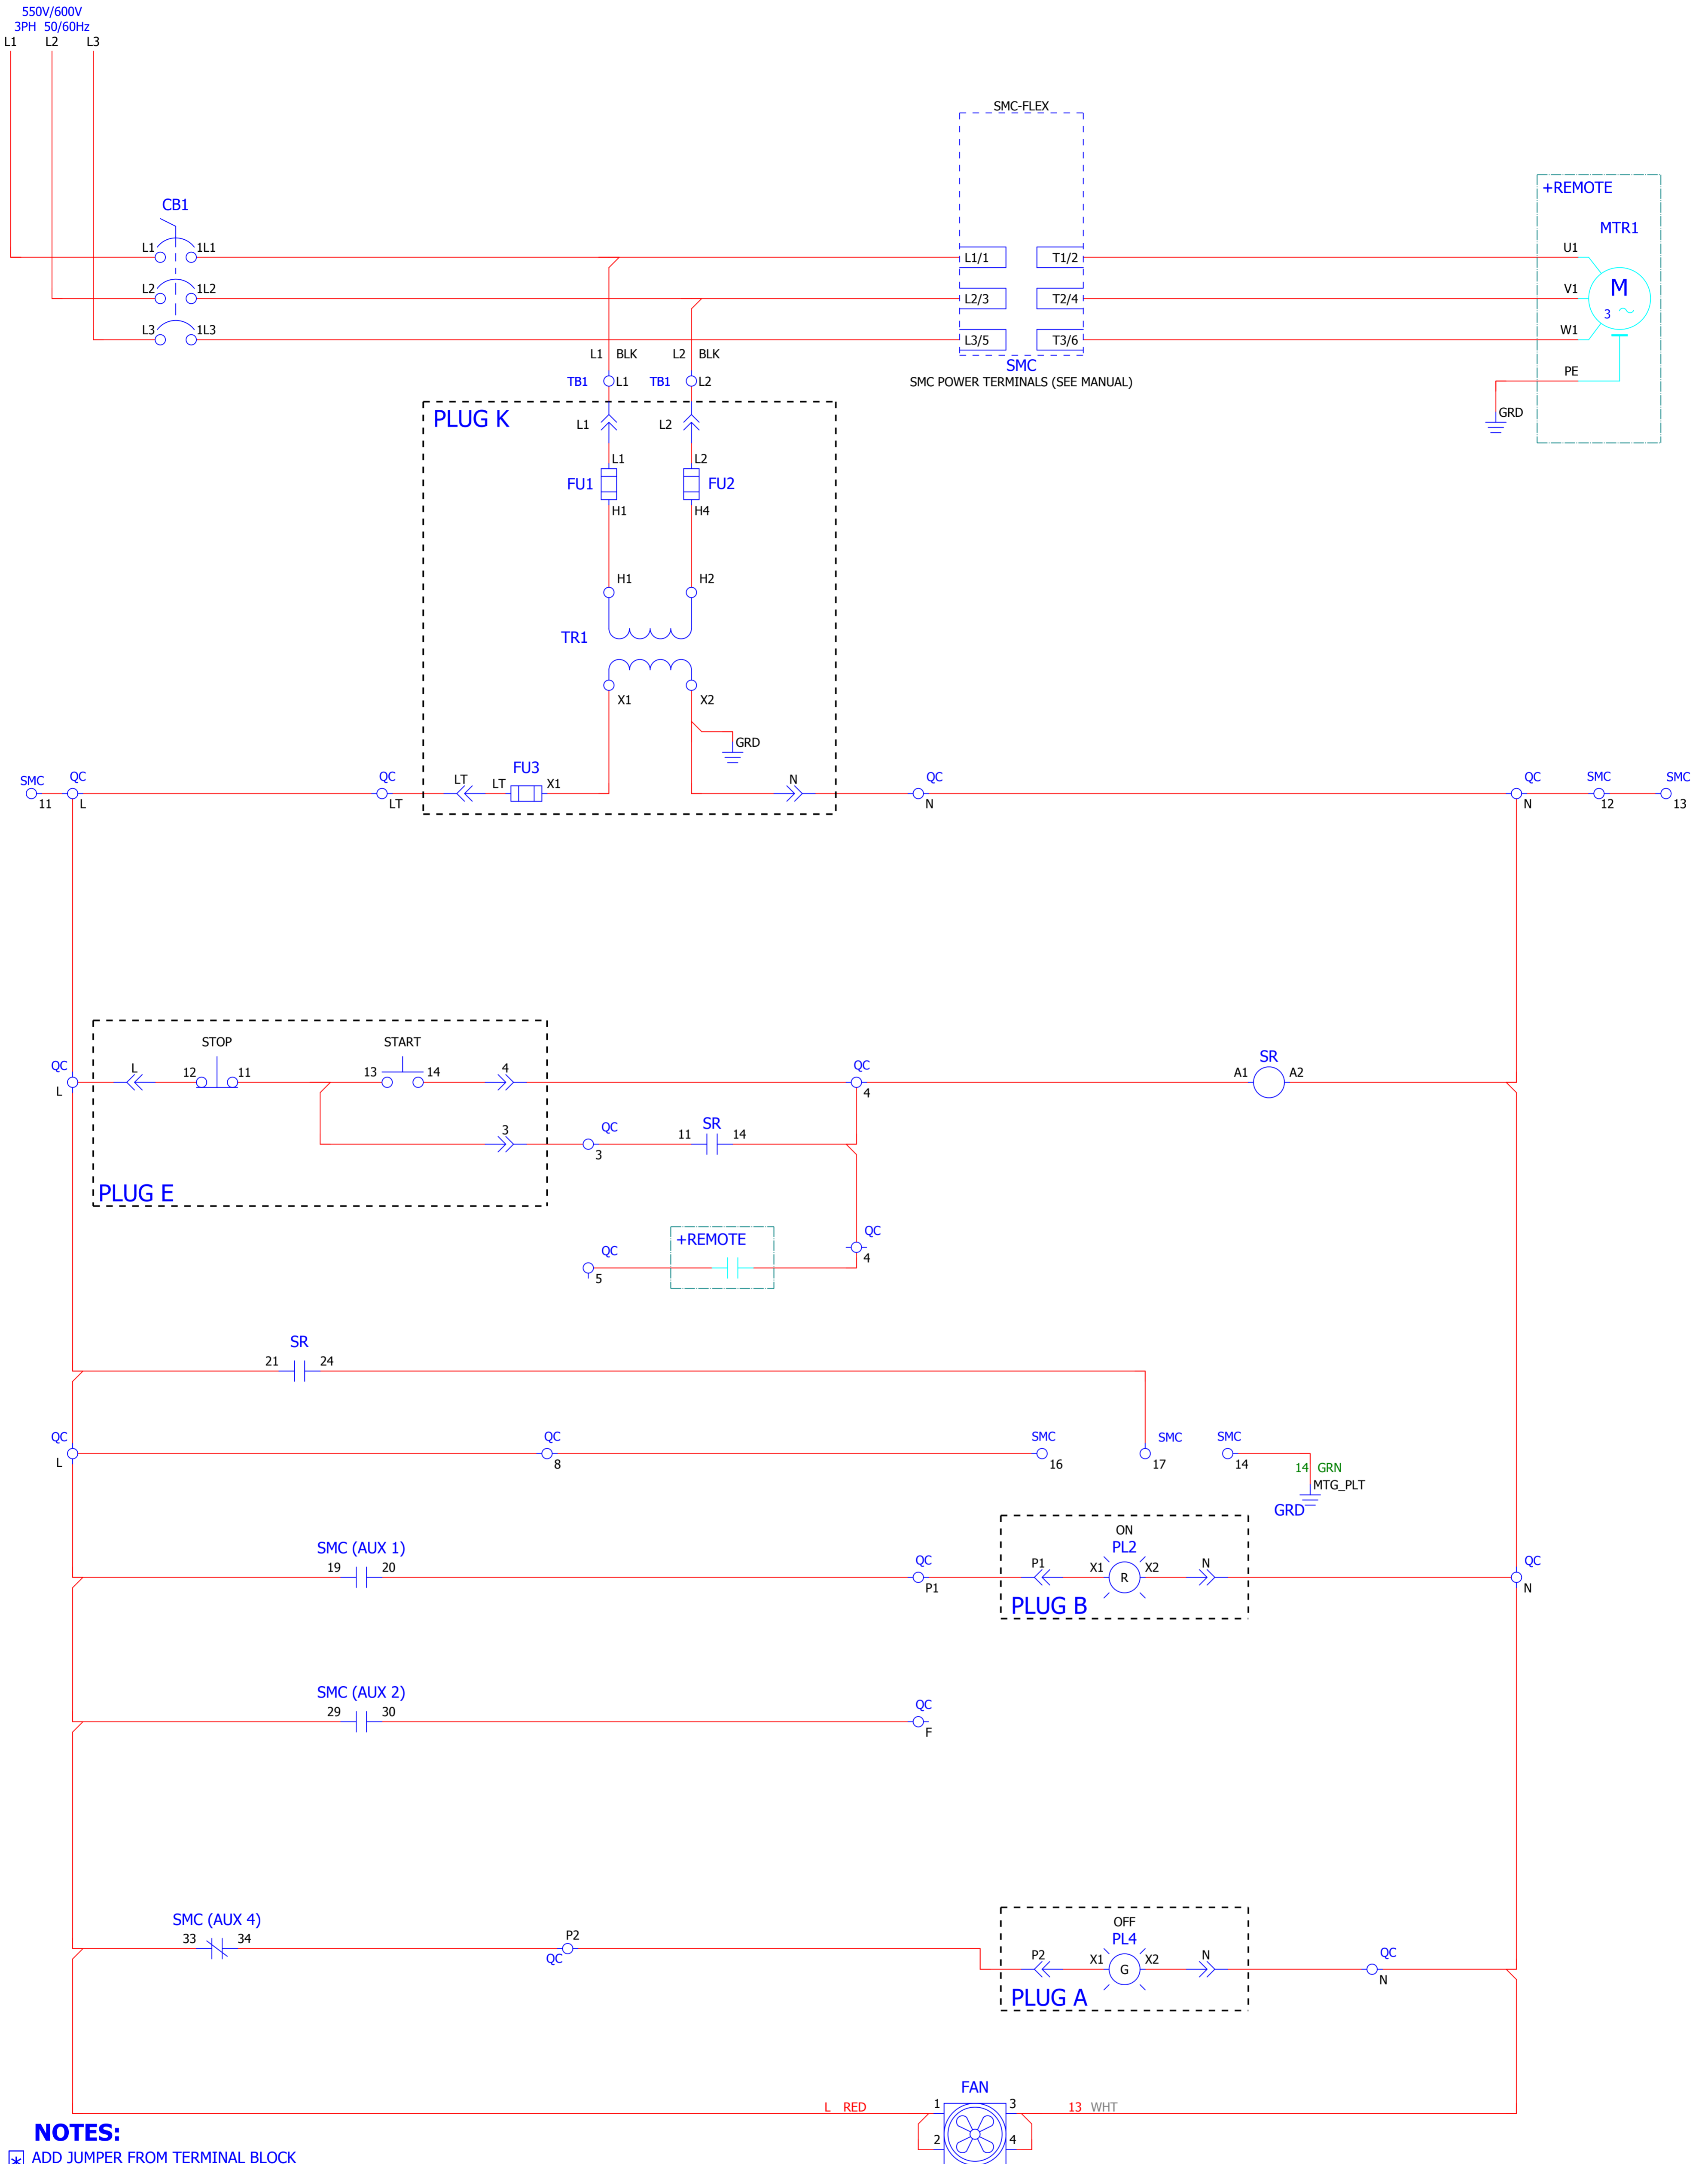 550V/600V
3PH 50/60Hz
L1 L2 L3
SMC-FLEX
+REMOTE
CB1
MTR1
L1 1L1 L1/1 T1/2 U1
L2 1L2 L2/3 T2/4 V1
M
3
L3 1L3 L3/5 T3/6 W1
L1 BLK L2 BLK
SMC
SMC POWER TERMINALS (SEE MANUAL)
PE
TB1 L1 TB1 L2
GRD
PLUG K
L1 L2
L1 L2
FU1 FU2
H1 H4
H1 H2
TR1
X1 X2
GRD
SMC QC QC LT LT FU3 X1 N QC QC SMC SMC
11 L LT N N 12 13
STOP START
QC L 12 11 13 14 4 QC SR
L 4 A1 A2
3 QC 11 SR 14
3
PLUG E
QC +REMOTE QC
5 4
SR
21 24
QC QC SMC SMC SMC
L 8 16 17 14
14 GRN
MTG_PLT
GRD
SMC (AUX 1)
19 20
ON
PL2
QC P1 X1 R X2 N QC
P1 N
PLUG B
SMC (AUX 2)
29 30 QC
F
SMC (AUX 4)
33 34 P2
QC
OFF
PL4
P2 X1 G X2 N QC
N
PLUG A
FAN
L RED 1 3 13 WHT
2 4
NOTES:
* ADD JUMPER FROM TERMINAL BLOCK